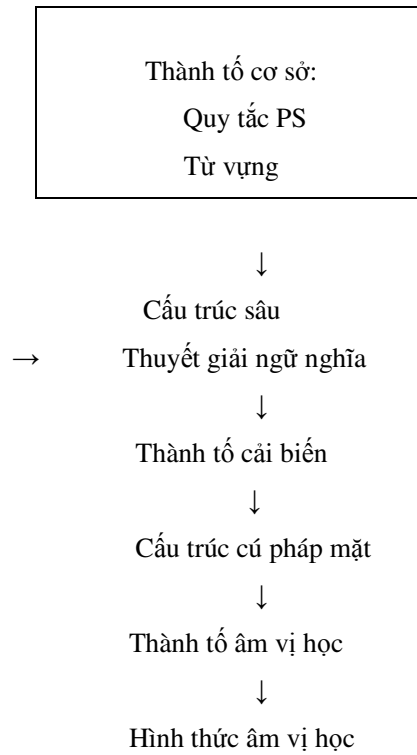 Thành tố cơ sở:
Quy tắc PS
Từ vựng
↓
Cấu trúc sâu
→ Thuyết giải ngữ nghĩa
↓
Thành tố cải biến
↓
Cấu trúc cú pháp mặt
↓
Thành tố âm vị học
↓
Hình thức âm vị học